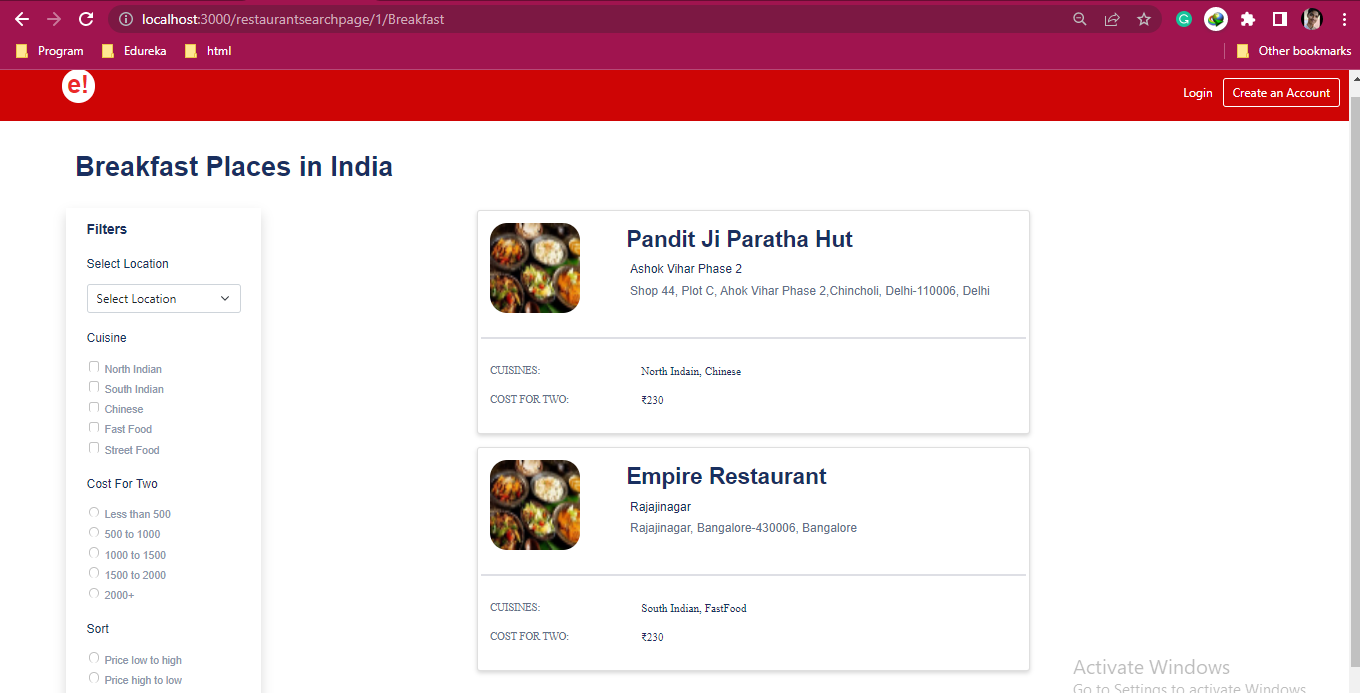 localhost:3000/restaurantsearchpage/1/Breakfast
Program Edureka html Other bookmarks
e! Login Create an Account
Breakfast Places in India
Filters
Select Location
Select Location
Cuisine
North Indian
South Indian
Chinese
Fast Food
Street Food
Cost For Two
Less than 500
500 to 1000
1000 to 1500
1500 to 2000
2000+
Sort
Price low to high
Price high to low
Pandit Ji Paratha Hut
Ashok Vihar Phase 2
Shop 44, Plot C, Ahok Vihar Phase 2,Chincholi, Delhi-110006, Delhi
CUISINES: North Indain, Chinese
COST FOR TWO: ₹230
Empire Restaurant
Rajajinagar
Rajajinagar, Bangalore-430006, Bangalore
CUISINES: South Indian, FastFood
COST FOR TWO: ₹230
Activate Windows
Go to Settings to activate Windows.